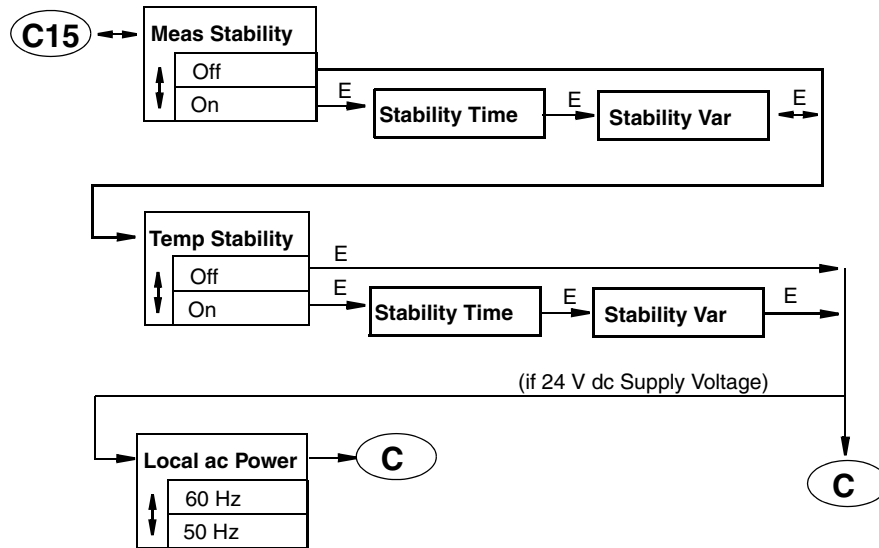 C15
Meas Stability
Off
On
E
Stability Time
E
Stability Var
E
Temp Stability
E
Off
On
E
Stability Time
E
Stability Var
E
(if 24 V dc Supply Voltage)
Local ac Power
C
60 Hz
50 Hz
C